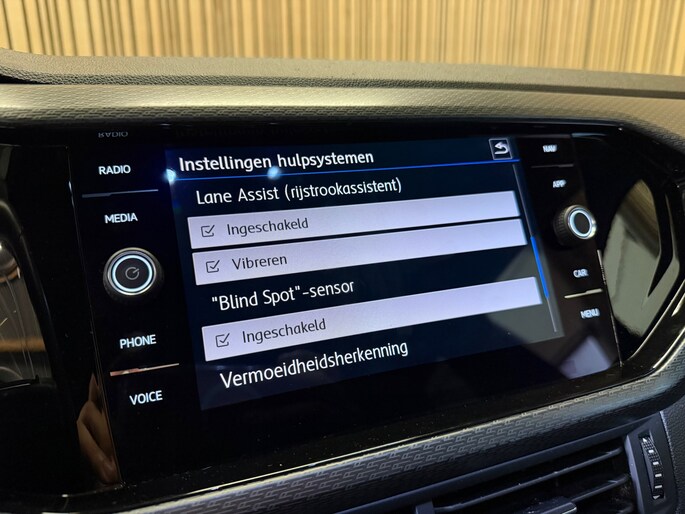 RADIO
MEDIA
PHONE
VOICE
Instellingen hulpsystemen
Lane Assist (rijstrookassistent)
Ingeschakeld
Vibreren
"Blind Spot"-sensor
Ingeschakeld
Vermoeidheidsherkenning
NAV
APP
CAR
MENU